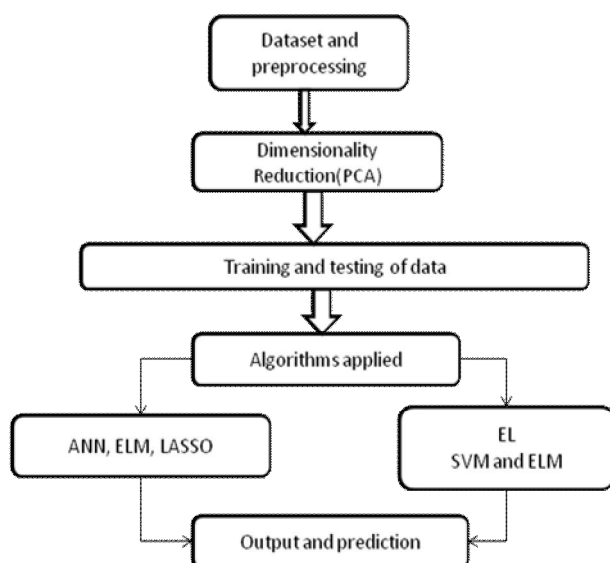 Dataset and
preprocessing
Dimensionality
Reduction(PCA)
Training and testing of data
Algorithms applied
ANN, ELM, LASSO
EL
SVM and ELM
Output and prediction